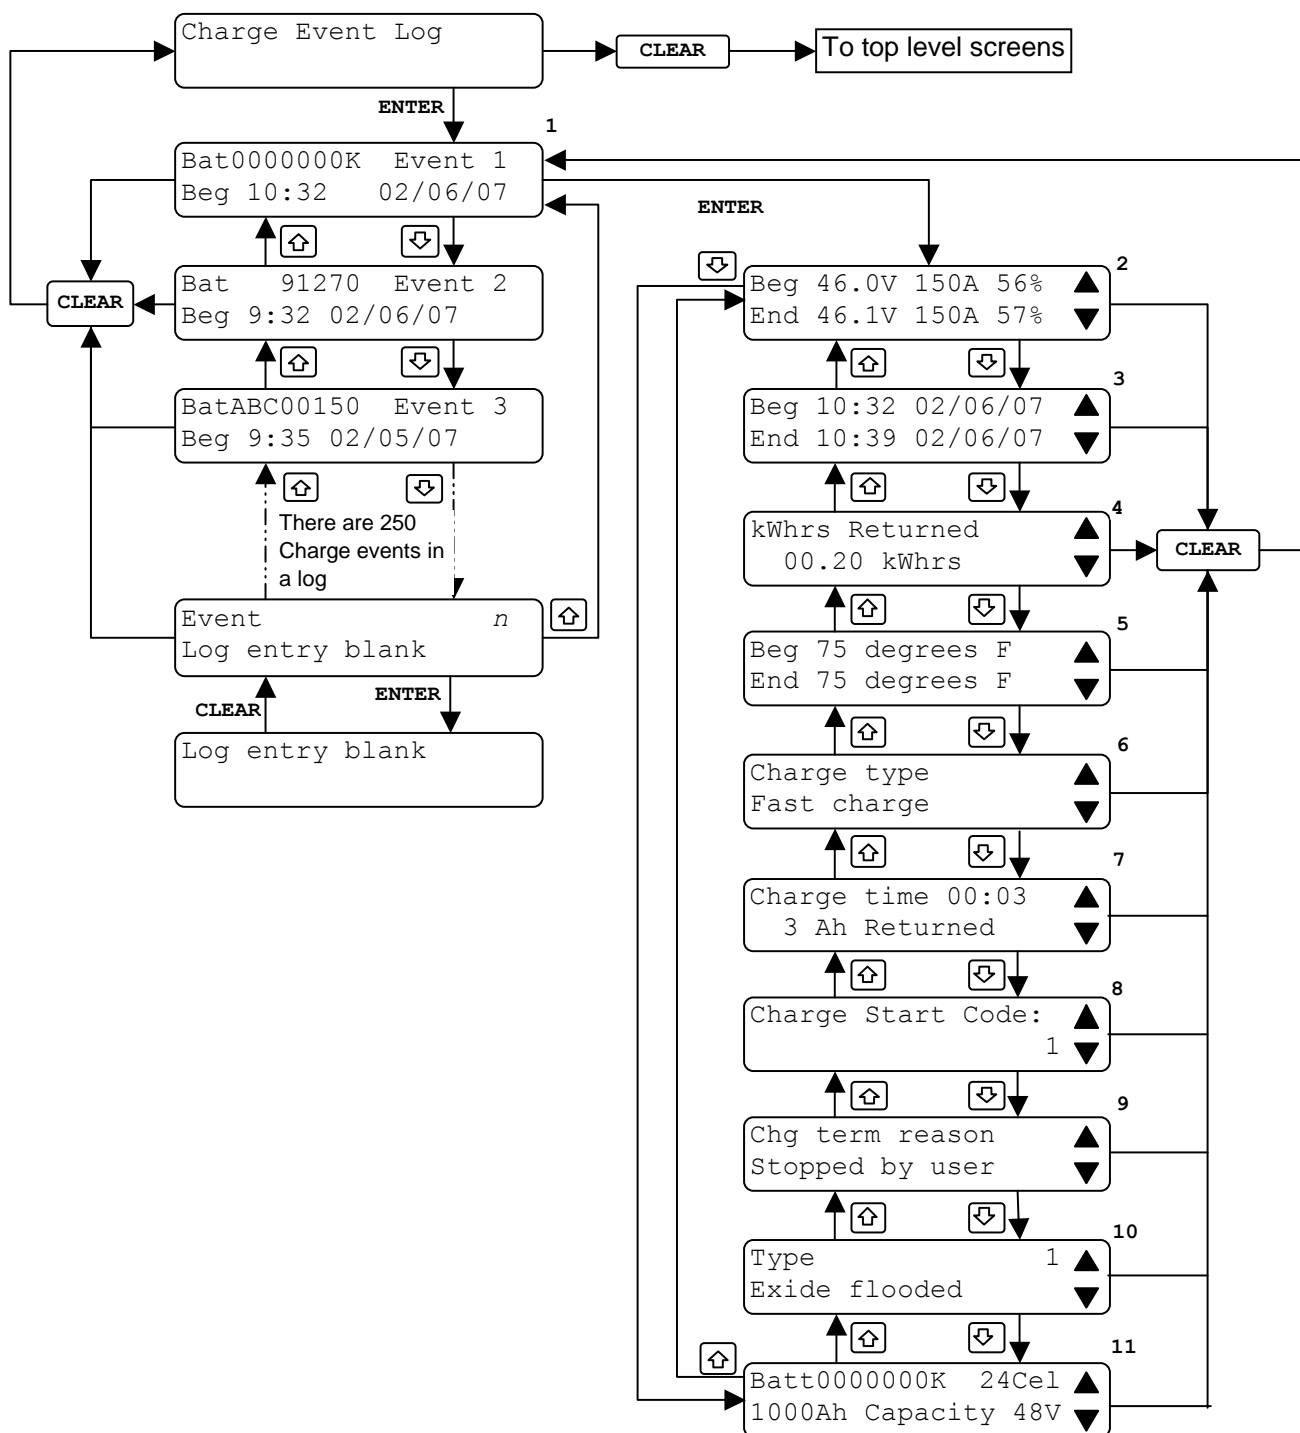 Charge Event Log
CLEAR
To top level screens
ENTER
1
Bat0000000K Event 1
Beg 10:32 02/06/07
Bat 91270 Event 2
Beg 9:32 02/06/07
CLEAR
BatABC00150 Event 3
Beg 9:35 02/05/07
There are 250
Charge events in
a log
Event n
Log entry blank
CLEAR
ENTER
Log entry blank
ENTER
2
Beg 46.0V 150A 56%
End 46.1V 150A 57%
3
Beg 10:32 02/06/07
End 10:39 02/06/07
4
kWhrs Returned
00.20 kWhrs
CLEAR
5
Beg 75 degrees F
End 75 degrees F
6
Charge type
Fast charge
7
Charge time 00:03
3 Ah Returned
8
Charge Start Code:
1
9
Chg term reason
Stopped by user
10
Type 1
Exide flooded
11
Batt0000000K 24Cel
1000Ah Capacity 48V